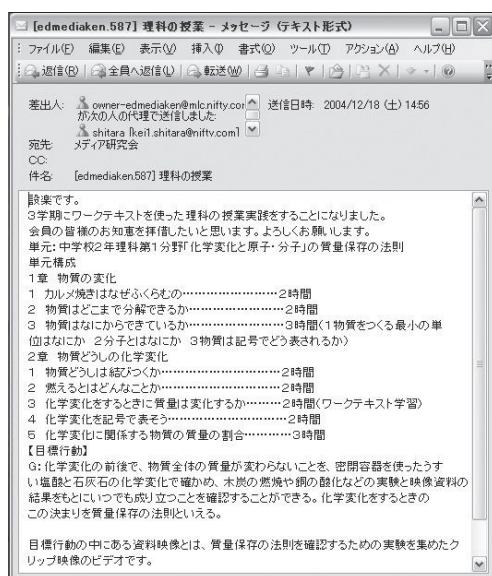 [edmediaken.587] 理科の授業 - メッセージ (テキスト形式)
ファイル(F) 編集(E) 表示(V) 挿入(I) 書式(O) ツール(T) アクション(A) ヘルプ(H)
返信(R) 全員へ返信(L) 転送(W)
差出人: owner-edmediaken@mlc.nifty.cor 送信日時: 2004/12/18 (土) 14:56
が次の人の代理で送信しました:
shitara [kei1.shitara@nifty.com]
宛先: メディア研究会
CC:
件名: [edmediaken.587] 理科の授業
設楽です。
3学期にワークテキストを使った理科の授業実践をすることになりました。
会員の皆様のお知恵を拝借したいと思います。よろしくお願いします。
単元: 中学校2年理科第1分野「化学変化と原子・分子」の質量保存の法則
単元構成
1章 物質の変化
1 カルメ焼きはなぜふくらむの・・・・・・・・・・・・・・・・・・・・・2時間
2 物質はどこまで分解できるか・・・・・・・・・・・・・・・・・・2時間
3 物質はなにからできているか・・・・・・・・・・・・・・・・・・3時間(1物質をつくる最小の単
位はなにか 2分子とはなにか 3物質は記号でどう表されるか)
2章 物質どうしの化学変化
1 物質どうしは結びつくか・・・・・・・・・・・・・・・・・・・・・2時間
2 燃えるとはどんなことか・・・・・・・・・・・・・・・・・・・・・2時間
3 化学変化をするときに質量は変化するか・・・・・・・・・2時間(ワークテキスト学習)
4 化学変化を記号で表そう・・・・・・・・・・・・・・・・・・2時間
5 化学変化に関係する物質の質量の割合・・・・・・・・・・・・3時間
【目標行動】
G: 化学変化の前後で、物質全体の質量が変わらないことを、密閉容器を使ったうす
い塩酸と石灰石の化学変化で確かめ、木炭の燃焼や銅の酸化などの実験と映像資料の
結果をもとにいつでも成り立つことを確認することができる。化学変化をするときの
この決まりを質量保存の法則といえる。
目標行動の中にある資料映像とは、質量保存の法則を確認するための実験を集めたク
リップ映像のビデオです。